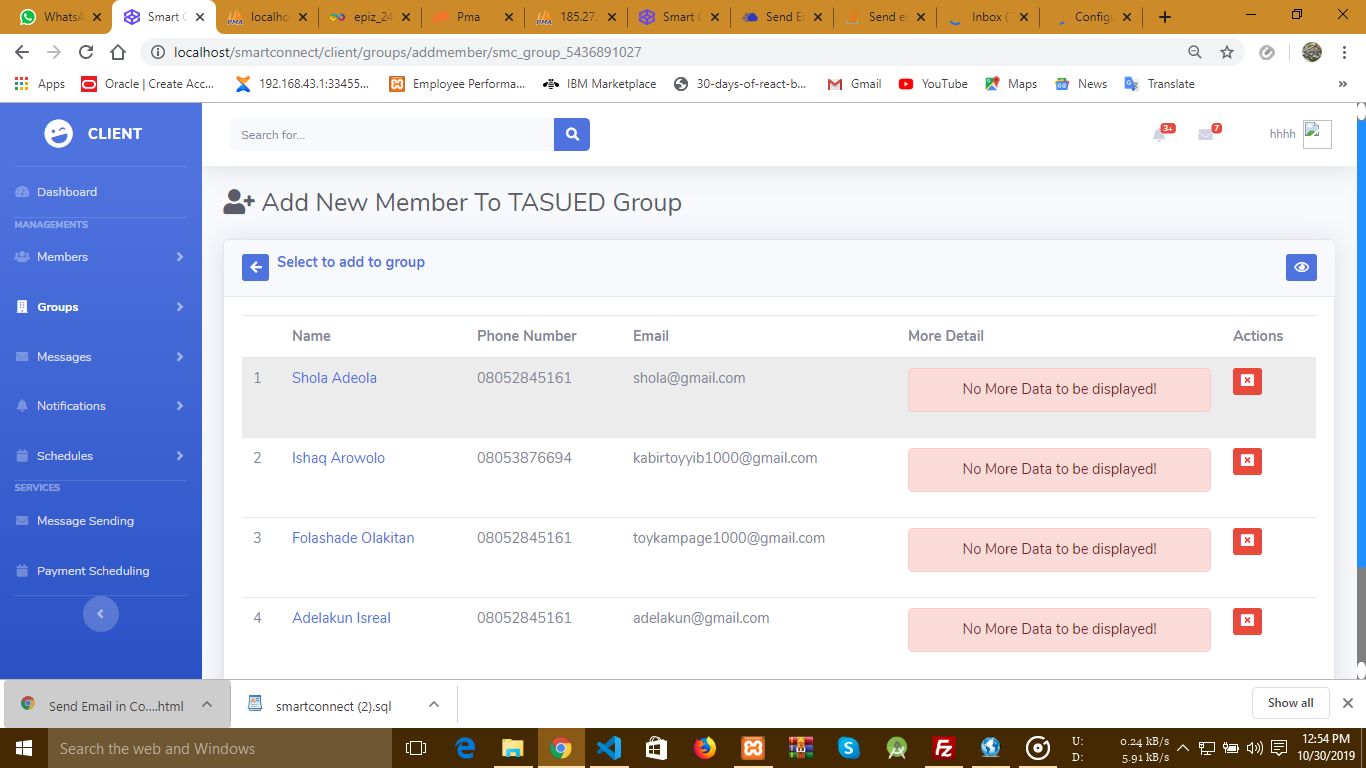 WhatsA
Smart C
localho
epiz_24
Pma
185.27.
Smart C
Send E
Send e
Inbox (
Configu
localhost/smartconnect/client/groups/addmember/smc_group_5436891027
Apps
Oracle | Create Acc...
192.168.43.1:33455...
Employee Performa...
IBM Marketplace
30-days-of-react-b...
Gmail
YouTube
Maps
News
Translate
»
CLIENT
Search for...
3+
7
hhhh
Dashboard
MANAGEMENTS
Members
Groups
Messages
Notifications
Schedules
SERVICES
Message Sending
Payment Scheduling
Add New Member To TASUED Group
Select to add to group
Name Phone Number Email More Detail Actions
1 Shola Adeola 08052845161 shola@gmail.com No More Data to be displayed!
2 Ishaq Arowolo 08053876694 kabirtoyyib1000@gmail.com No More Data to be displayed!
3 Folashade Olakitan 08052845161 toykampage1000@gmail.com No More Data to be displayed!
4 Adelakun Isreal 08052845161 adelakun@gmail.com No More Data to be displayed!
Send Email in Co....html
smartconnect (2).sql
Show all
Search the web and Windows
U: 0.24 kB/s
D: 5.91 kB/s
12:54 PM
10/30/2019